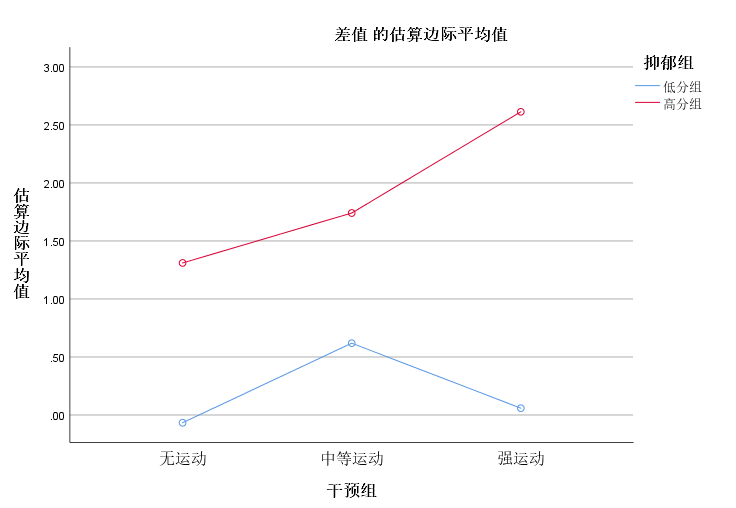 差值 的估算边际平均值
抑郁组
低分组
高分组
估算边际平均值
3.00
2.50
2.00
1.50
1.00
.50
.00
无运动 中等运动 强运动
干预组